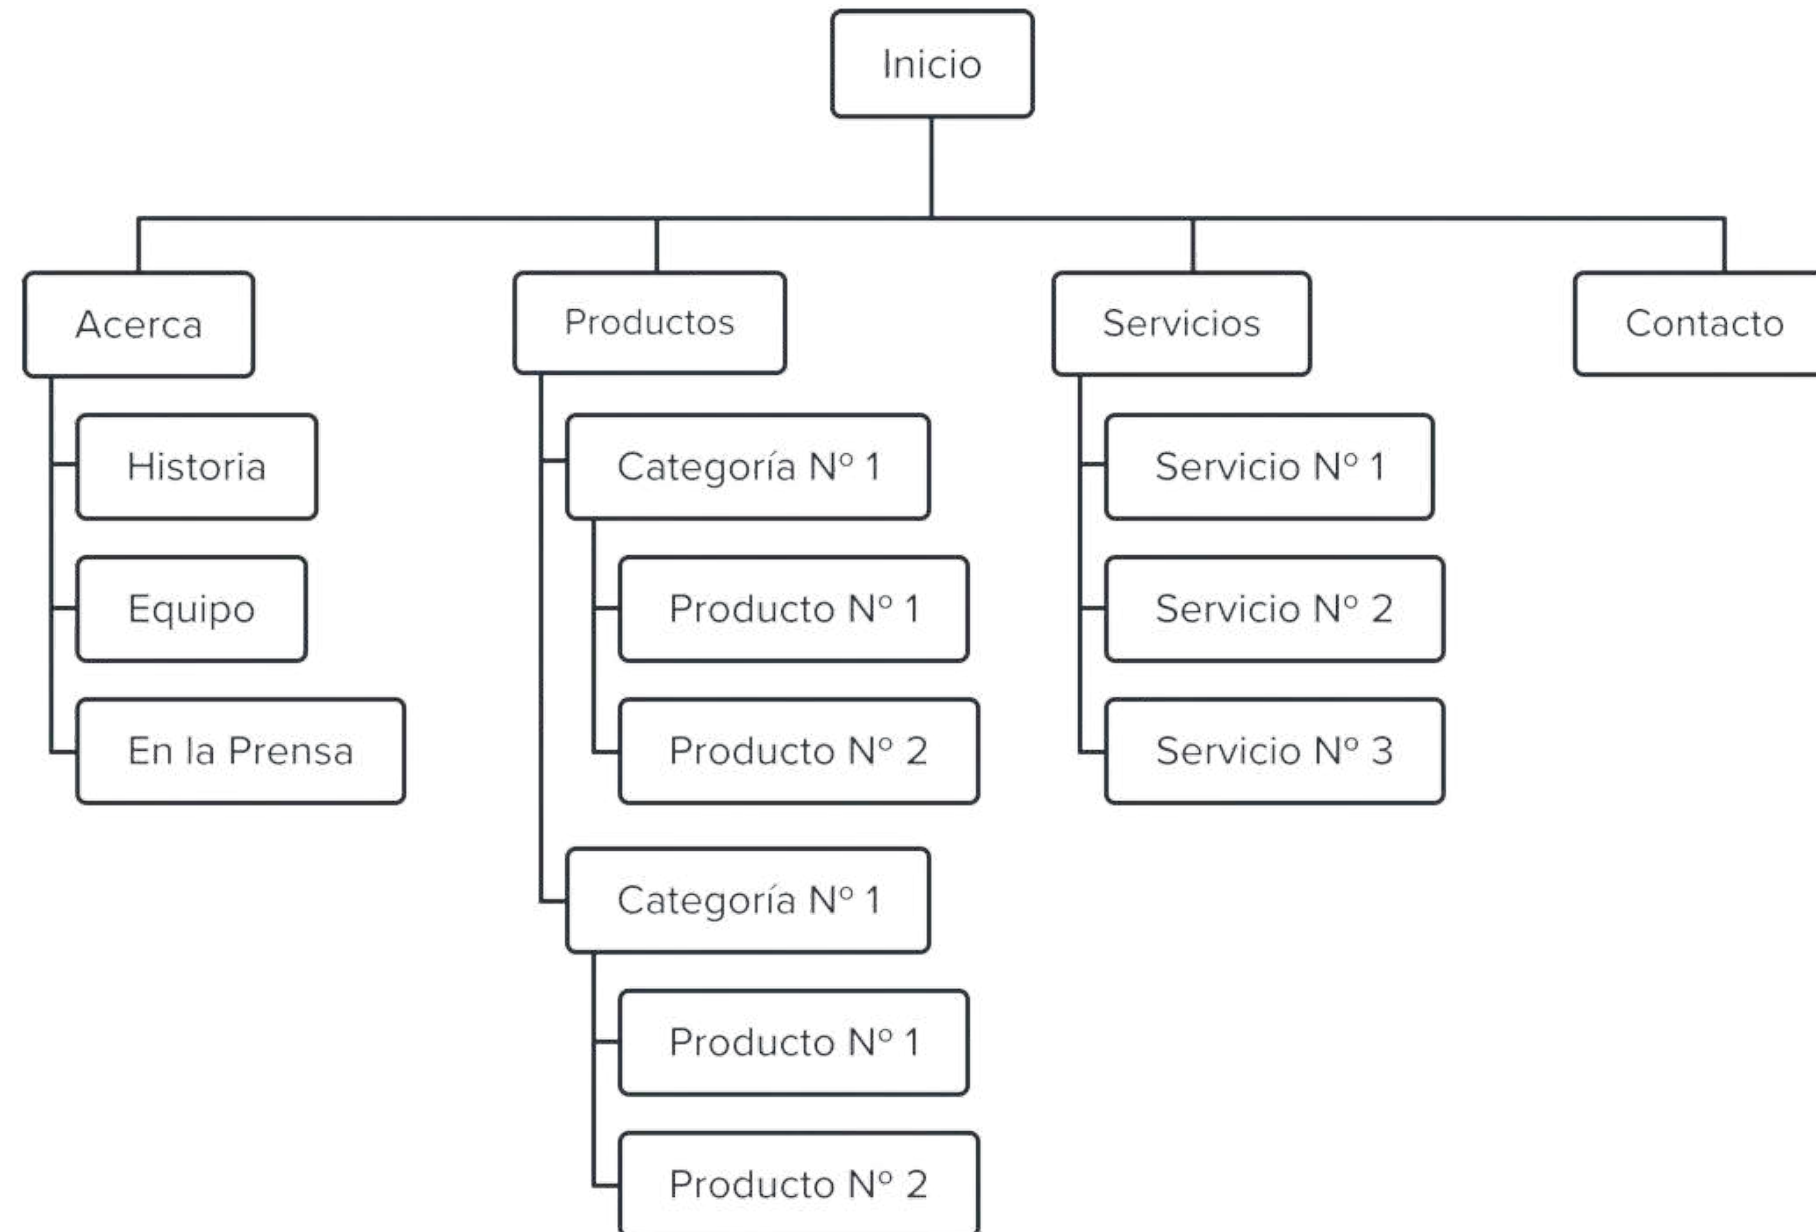 Inicio
Acerca
Productos
Servicios
Contacto
Historia
Equipo
En la Prensa
Categoría Nº 1
Producto Nº 1
Producto Nº 2
Categoría Nº 1
Producto Nº 1
Producto Nº 2
Servicio Nº 1
Servicio Nº 2
Servicio Nº 3